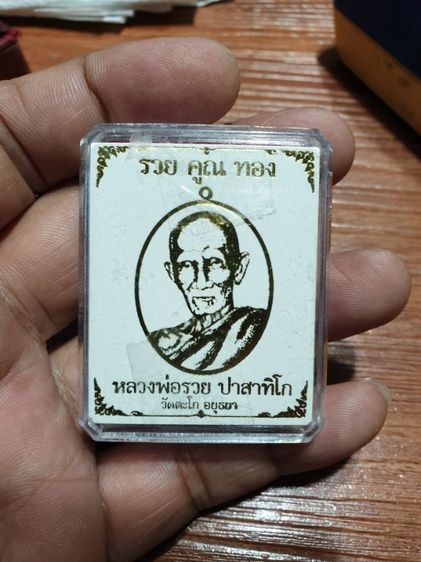 รวย คูณ ทอง
หลวงพ่อรวย ปาสาทิโก
วัดตะโก อยุธยา